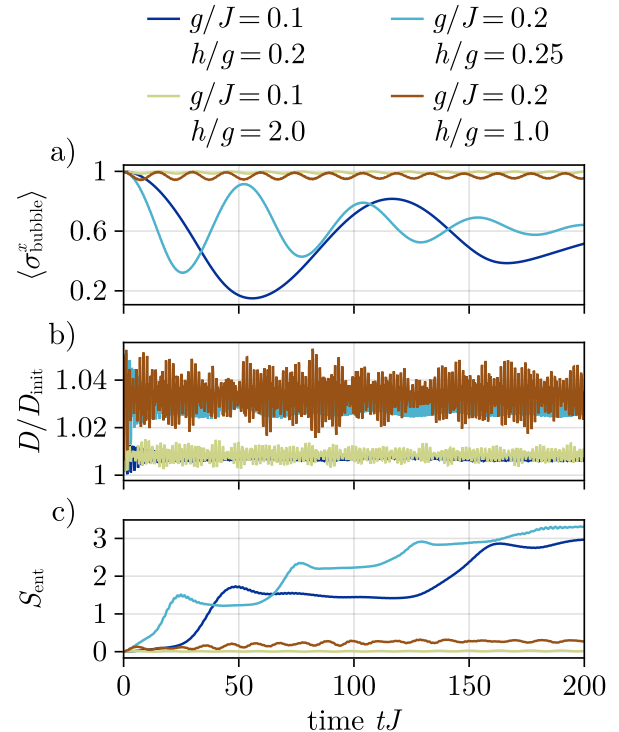 g/J = 0.1 g/J = 0.2
h/g = 0.2 h/g = 0.25
g/J = 0.1 g/J = 0.2
h/g = 2.0 h/g = 1.0
a)
1
0.6
0.2
⟨σ^x_bubble⟩
b)
1.04
1.02
1
D/D_init
c)
3
2
1
0
S_ent
0 50 100 150 200
time tJ